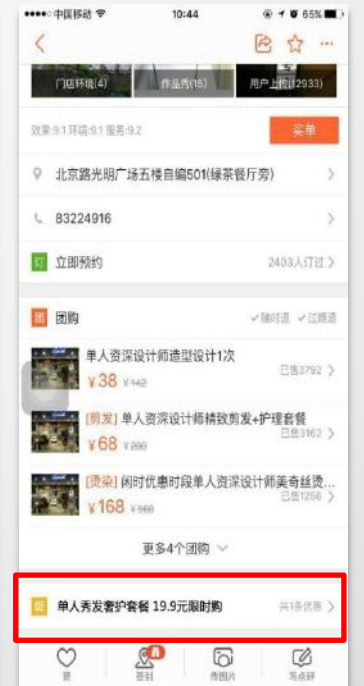 中国移动 10:44 65%
门店环境(4) 作品秀(15) 用户上传(12933)
效果:9.1 环境:9.1 服务:9.2 买单
北京路光明广场五楼自编501(绿茶餐厅旁)
83224916
订 立即预约 2403人订过
团 团购 随时退 过期退
单人资深设计师造型设计1次
¥38 ¥142 已售3792
[剪发] 单人资深设计师精致剪发+护理套餐
¥68 ¥200 已售3162
[烫染] 闲时优惠时段单人资深设计师美奇丝烫...
¥168 ¥960 已售1256
更多4个团购
促 单人秀发奢护套餐 19.9元限时购 共1条优惠
签到 传图片 写点评